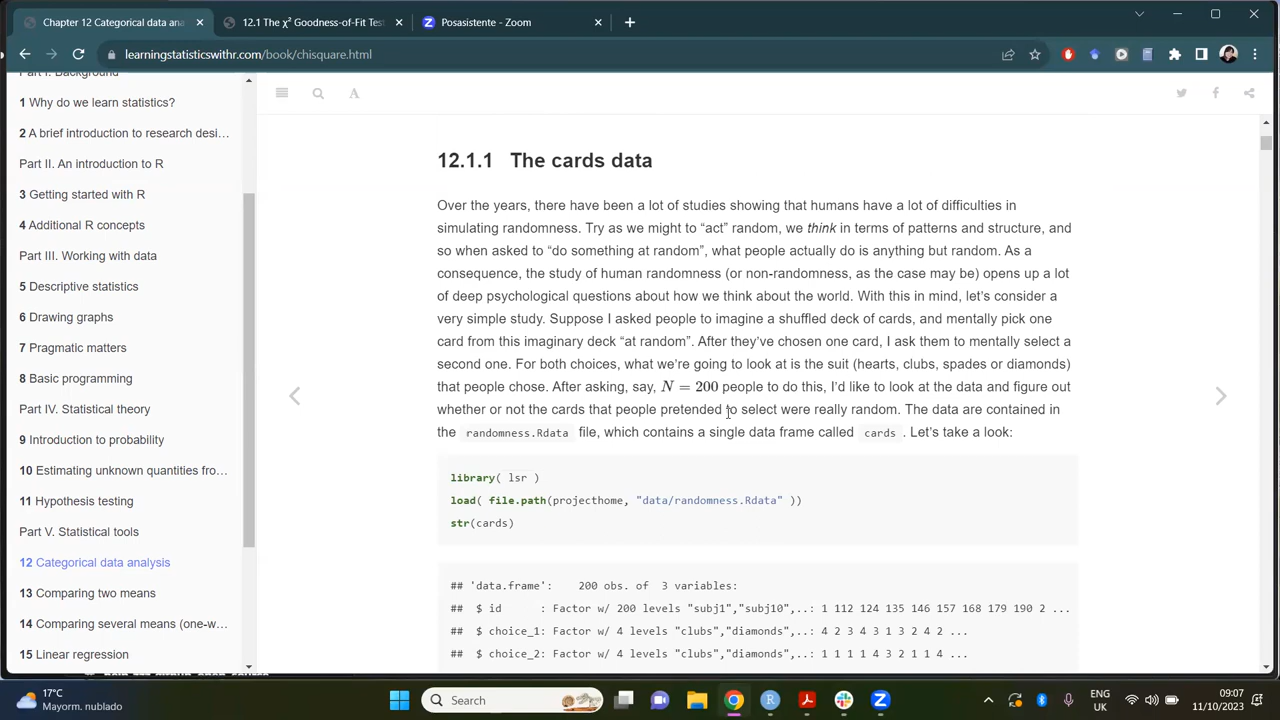 Chapter 12 Categorical data an
12.1 The χ² Goodness-of-Fit Tes
Posasistente - Zoom
learningstatisticswithr.com/book/chisquare.html
Part I. Background
1 Why do we learn statistics?
2 A brief introduction to research desi...
Part II. An introduction to R
3 Getting started with R
4 Additional R concepts
Part III. Working with data
5 Descriptive statistics
6 Drawing graphs
7 Pragmatic matters
8 Basic programming
Part IV. Statistical theory
9 Introduction to probability
10 Estimating unknown quantities fro...
11 Hypothesis testing
Part V. Statistical tools
12 Categorical data analysis
13 Comparing two means
14 Comparing several means (one-w...
15 Linear regression
A
12.1.1 The cards data
Over the years, there have been a lot of studies showing that humans have a lot of difficulties in
simulating randomness. Try as we might to “act” random, we think in terms of patterns and structure, and
so when asked to “do something at random”, what people actually do is anything but random. As a
consequence, the study of human randomness (or non-randomness, as the case may be) opens up a lot
of deep psychological questions about how we think about the world. With this in mind, let’s consider a
very simple study. Suppose I asked people to imagine a shuffled deck of cards, and mentally pick one
card from this imaginary deck “at random”. After they’ve chosen one card, I ask them to mentally select a
second one. For both choices, what we’re going to look at is the suit (hearts, clubs, spades or diamonds)
that people chose. After asking, say, N = 200 people to do this, I’d like to look at the data and figure out
whether or not the cards that people pretended to select were really random. The data are contained in
the randomness.Rdata file, which contains a single data frame called cards . Let’s take a look:
library( lsr )
load( file.path(projecthome, "data/randomness.Rdata" ))
str(cards)
## 'data.frame': 200 obs. of 3 variables:
## $ id : Factor w/ 200 levels "subj1","subj10",..: 1 112 124 135 146 157 168 179 190 2 ...
## $ choice_1: Factor w/ 4 levels "clubs","diamonds",..: 4 2 3 4 3 1 3 2 4 2 ...
## $ choice_2: Factor w/ 4 levels "clubs","diamonds",..: 1 1 1 1 4 3 2 1 1 4 ...
17°C
Mayorm. nublado
Search
ENG
UK
09:07
11/10/2023